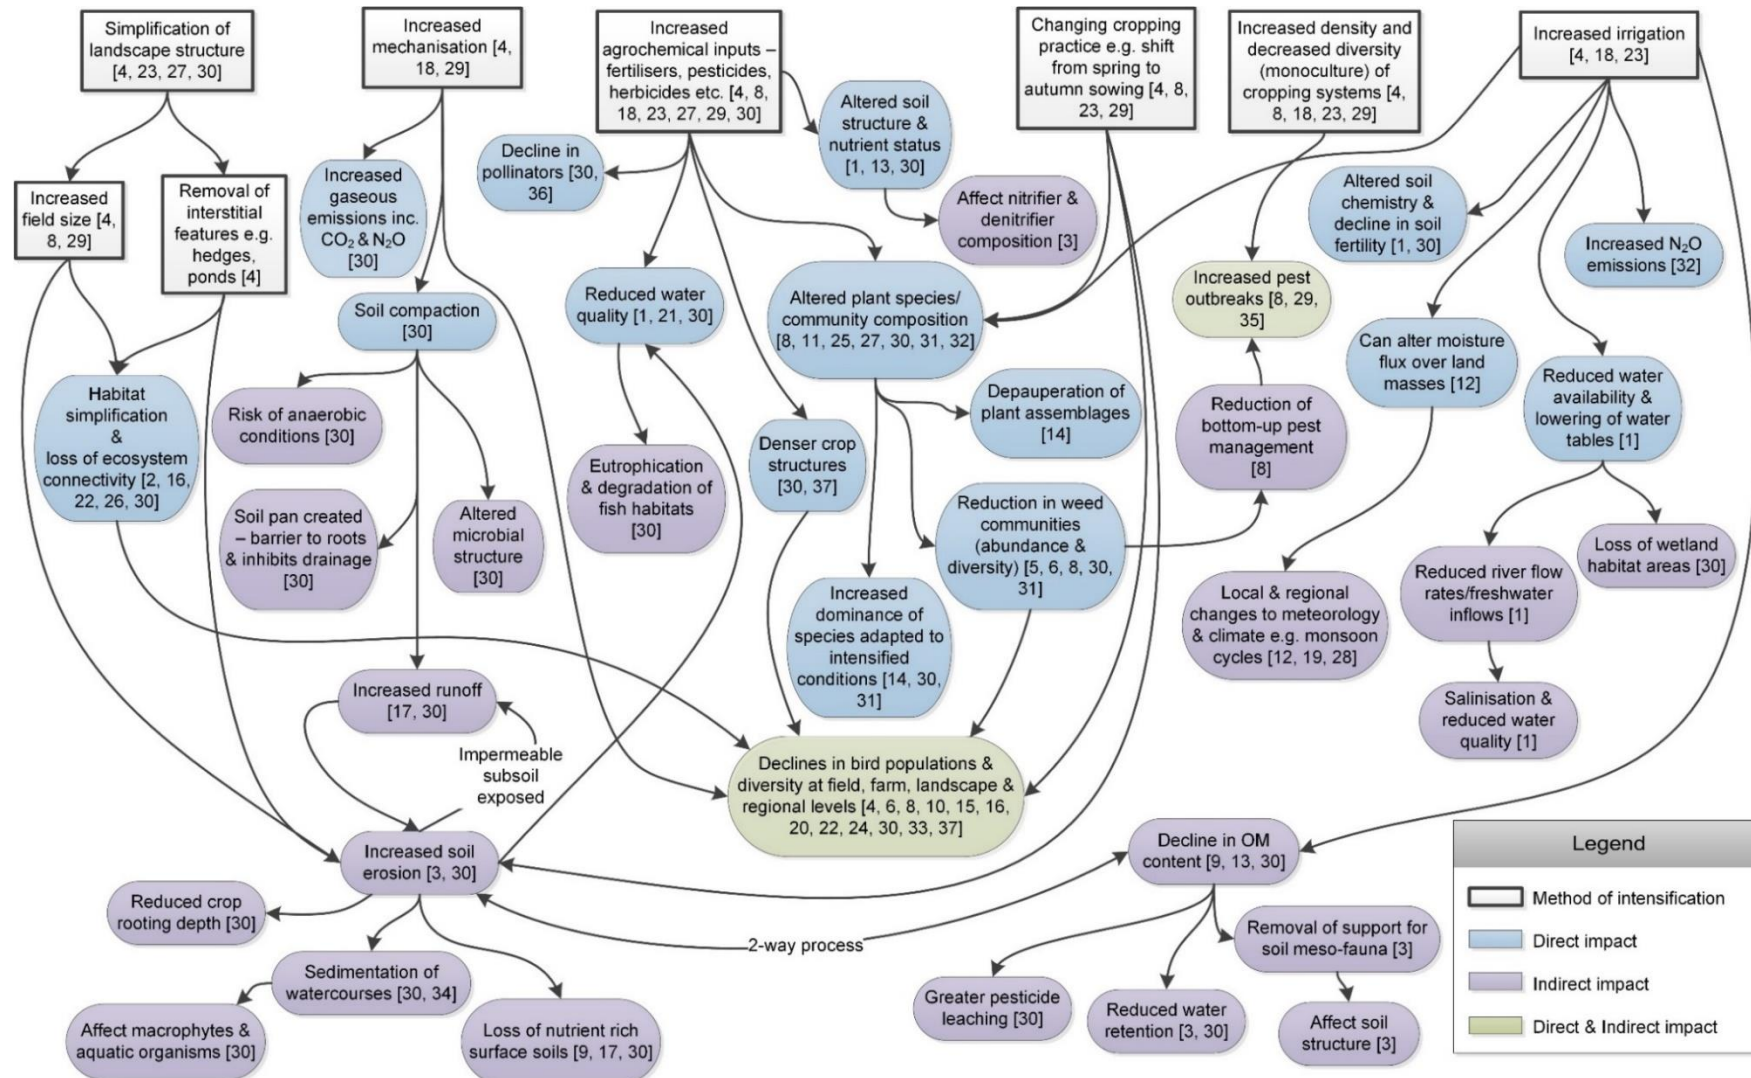 Simplification of
landscape structure
[4, 23, 27, 30]
Increased
mechanisation [4,
18, 29]
Increased
agrochemical inputs –
fertilisers, pesticides,
herbicides etc. [4, 8,
18, 23, 27, 29, 30]
Changing cropping
practice e.g. shift
from spring to
autumn sowing [4, 8,
23, 29]
Increased density and
decreased diversity
(monoculture) of
cropping systems [4,
8, 18, 23, 29]
Increased irrigation
[4, 18, 23]
Increased
field size [4,
8, 29]
Removal of
interstitial
features e.g.
hedges,
ponds [4]
Increased
gaseous
emissions inc.
CO₂ & N₂O
[30]
Decline in
pollinators [30,
36]
Altered soil
structure &
nutrient status
[1, 13, 30]
Affect nitrifier &
denitrifier
composition [3]
Altered soil
chemistry &
decline in soil
fertility [1, 30]
Increased N₂O
emissions [32]
Soil compaction
[30]
Reduced water
quality [1, 21, 30]
Altered plant species/
community composition
[8, 11, 25, 27, 30, 31, 32]
Increased pest
outbreaks [8, 29,
35]
Can alter moisture
flux over land
masses [12]
Reduced water
availability &
lowering of water
tables [1]
Habitat
simplification
&
loss of ecosystem
connectivity [2, 16,
22, 26, 30]
Risk of anaerobic
conditions [30]
Depauperation of
plant assemblages
[14]
Reduction of
bottom-up pest
management
[8]
Denser crop
structures
[30, 37]
Eutrophication
& degradation of
fish habitats
[30]
Soil pan created
– barrier to roots
& inhibits drainage
[30]
Altered
microbial
structure
[30]
Reduction in weed
communities
(abundance &
diversity) [5, 6, 8, 30,
31]
Loss of wetland
habitat areas [30]
Increased
dominance of
species adapted to
intensified
conditions [14, 30,
31]
Local & regional
changes to meteorology
& climate e.g. monsoon
cycles [12, 19, 28]
Reduced river flow
rates/freshwater
inflows [1]
Increased runoff
[17, 30]
Salinisation &
reduced water
quality [1]
Impermeable
subsoil
exposed
Declines in bird populations &
diversity at field, farm, landscape &
regional levels [4, 6, 8, 10, 15, 16,
20, 22, 24, 30, 33, 37]
Increased soil
erosion [3, 30]
Decline in OM
content [9, 13, 30]
Reduced crop
rooting depth [30]
2-way process
Removal of support for
soil meso-fauna [3]
Sedimentation of
watercourses [30, 34]
Greater pesticide
leaching [30]
Reduced water
retention [3, 30]
Affect soil
structure [3]
Affect macrophytes &
aquatic organisms [30]
Loss of nutrient rich
surface soils [9, 17, 30]
Legend
Method of intensification
Direct impact
Indirect impact
Direct & Indirect impact